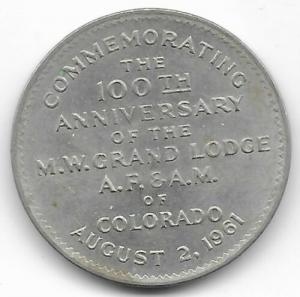 COMMEMORATING
THE
100TH
ANNIVERSARY
OF THE
M.W. GRAND LODGE
A.F. & A.M.
OF
COLORADO
AUGUST 2, 1961